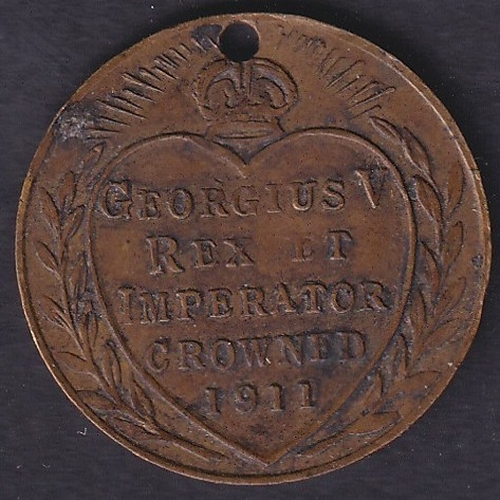 GEORGIUS V
REX ET
IMPERATOR
CROWNED
1911